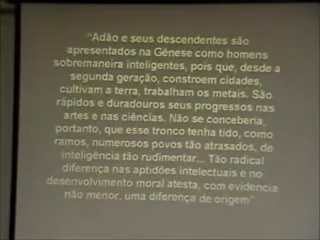 “Adão e seus descendentes são
apresentados na Gênese como homens
sobremaneira inteligentes, pois que, desde a
segunda geração, constroem cidades,
cultivam a terra, trabalham os metais. São
rápidos e duradouros seus progressos nas
artes e nas ciências. Não se conceberia,
portanto, que esse tronco tenha tido, como
ramos, numerosos povos tão atrasados, de
inteligência tão rudimentar... Tão radical
diferença nas aptidões intelectuais e no
desenvolvimento moral atesta, com evidencia
não menor, uma diferença de origem”